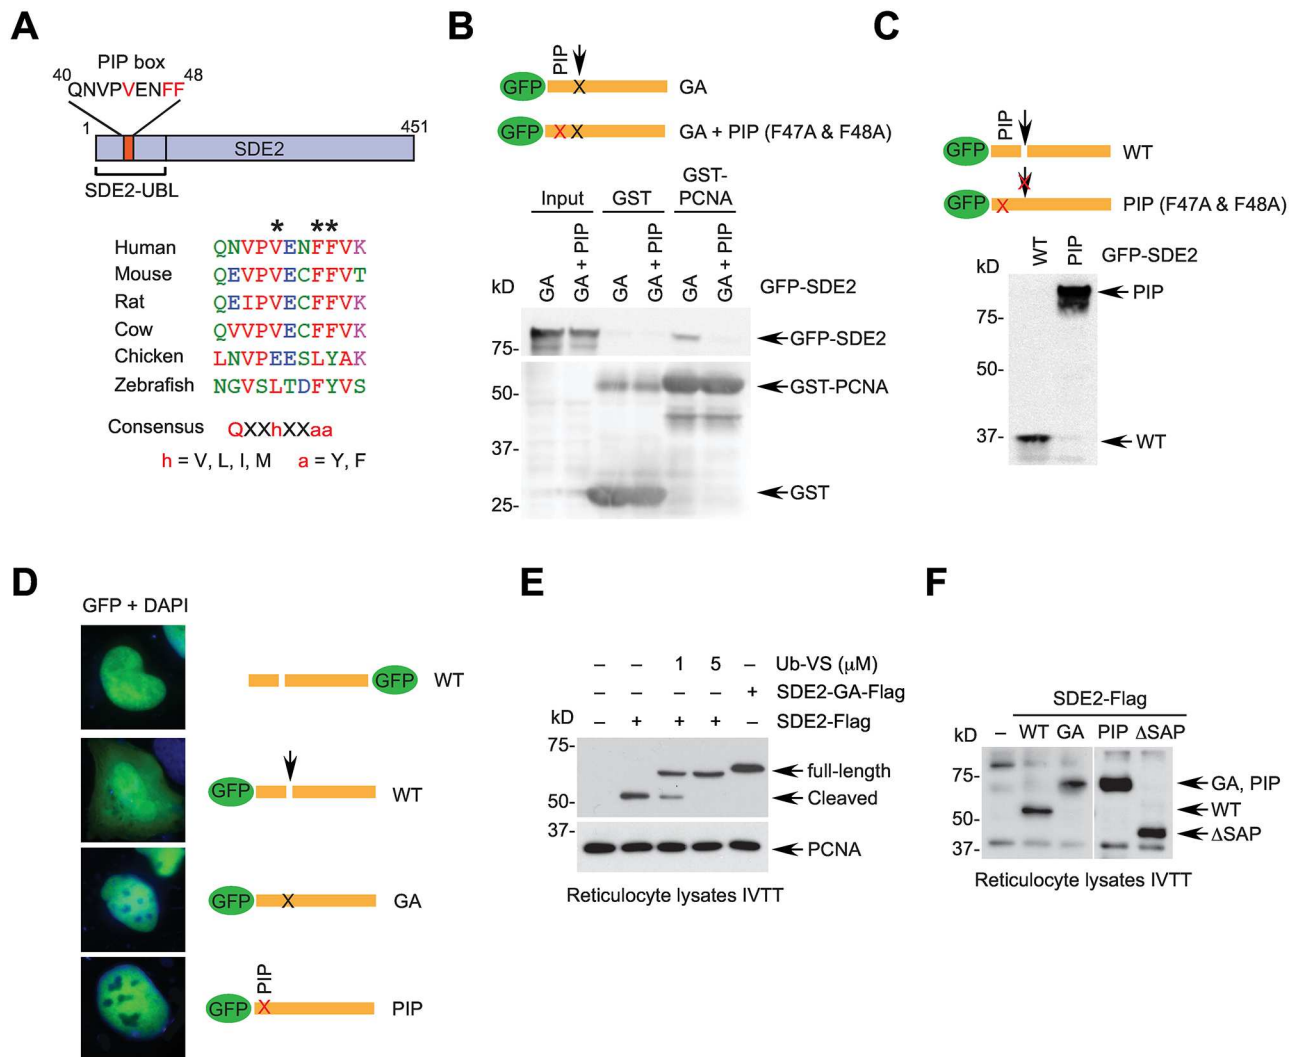 A
PIP box
40 QNVPVENFF 48
1
451
SDE2
SDE2-UBL
* **
Human QNVPVENFFVK
Mouse QEVPVECFFVT
Rat QEIPVECFFVK
Cow QVVPVECFFVK
Chicken LNVPEESLYAK
Zebrafish NGVSLTDFYVS
Consensus QXXhXXaa
h = V, L, I, M a = Y, F
B
PIP
GFP X GA
GFP X X GA + PIP (F47A & F48A)
Input GST GST-PCNA
GA GA + PIP GA GA + PIP GA GA + PIP GFP-SDE2
kD
75-
GFP-SDE2
50-
GST-PCNA
37-
25-
GST
C
PIP
GFP WT
X
GFP X PIP (F47A & F48A)
WT PIP GFP-SDE2
kD
PIP
75-
50-
37-
WT
D
GFP + DAPI
GFP WT
GFP WT
GFP X GA
PIP
GFP X PIP
E
– – 1 5 – Ub-VS (μM)
– – – – + SDE2-GA-Flag
– + + + – SDE2-Flag
kD
75-
full-length
50-
Cleaved
37-
PCNA
Reticulocyte lysates IVTT
F
SDE2-Flag
kD
– WT GA PIP ΔSAP
75-
GA, PIP
50-
WT
37-
ΔSAP
Reticulocyte lysates IVTT